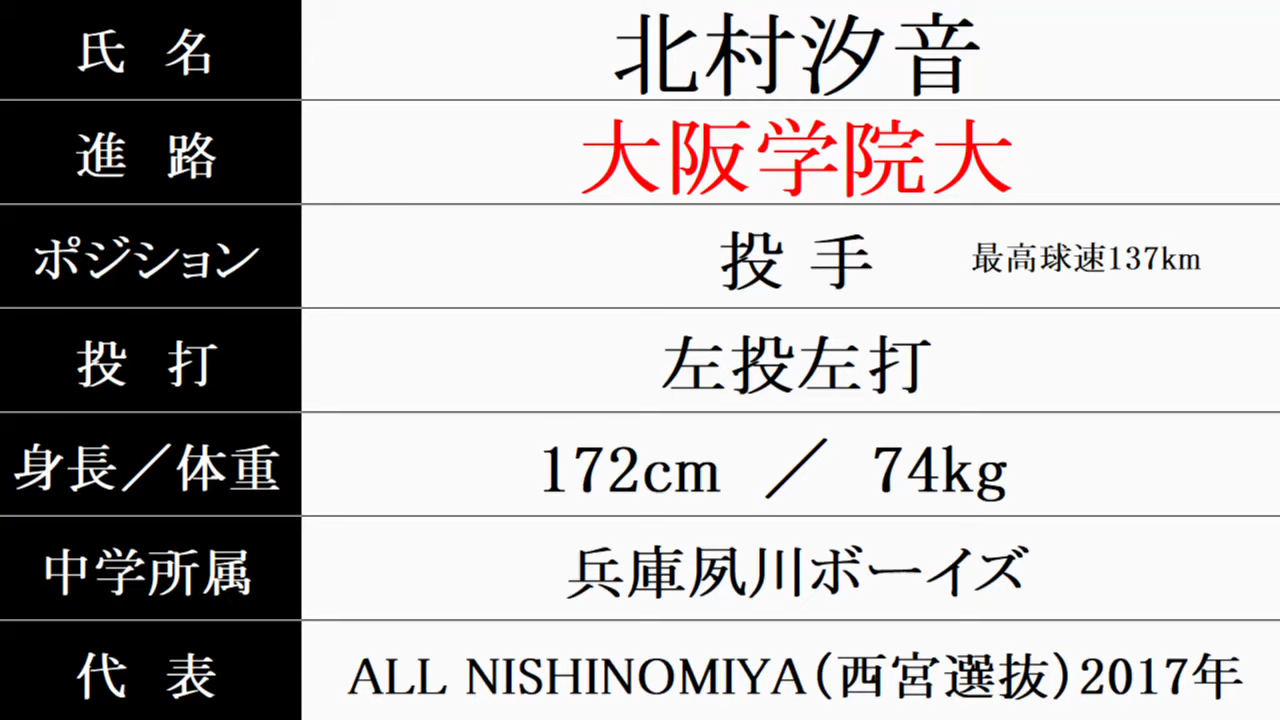 氏 名 北村汐音
進 路 大阪学院大
ポジション 投 手 最高球速137km
投 打 左投左打
身長／体重 172cm ／ 74kg
中学所属 兵庫夙川ボーイズ
代 表 ALL NISHINOMIYA（西宮選抜）2017年